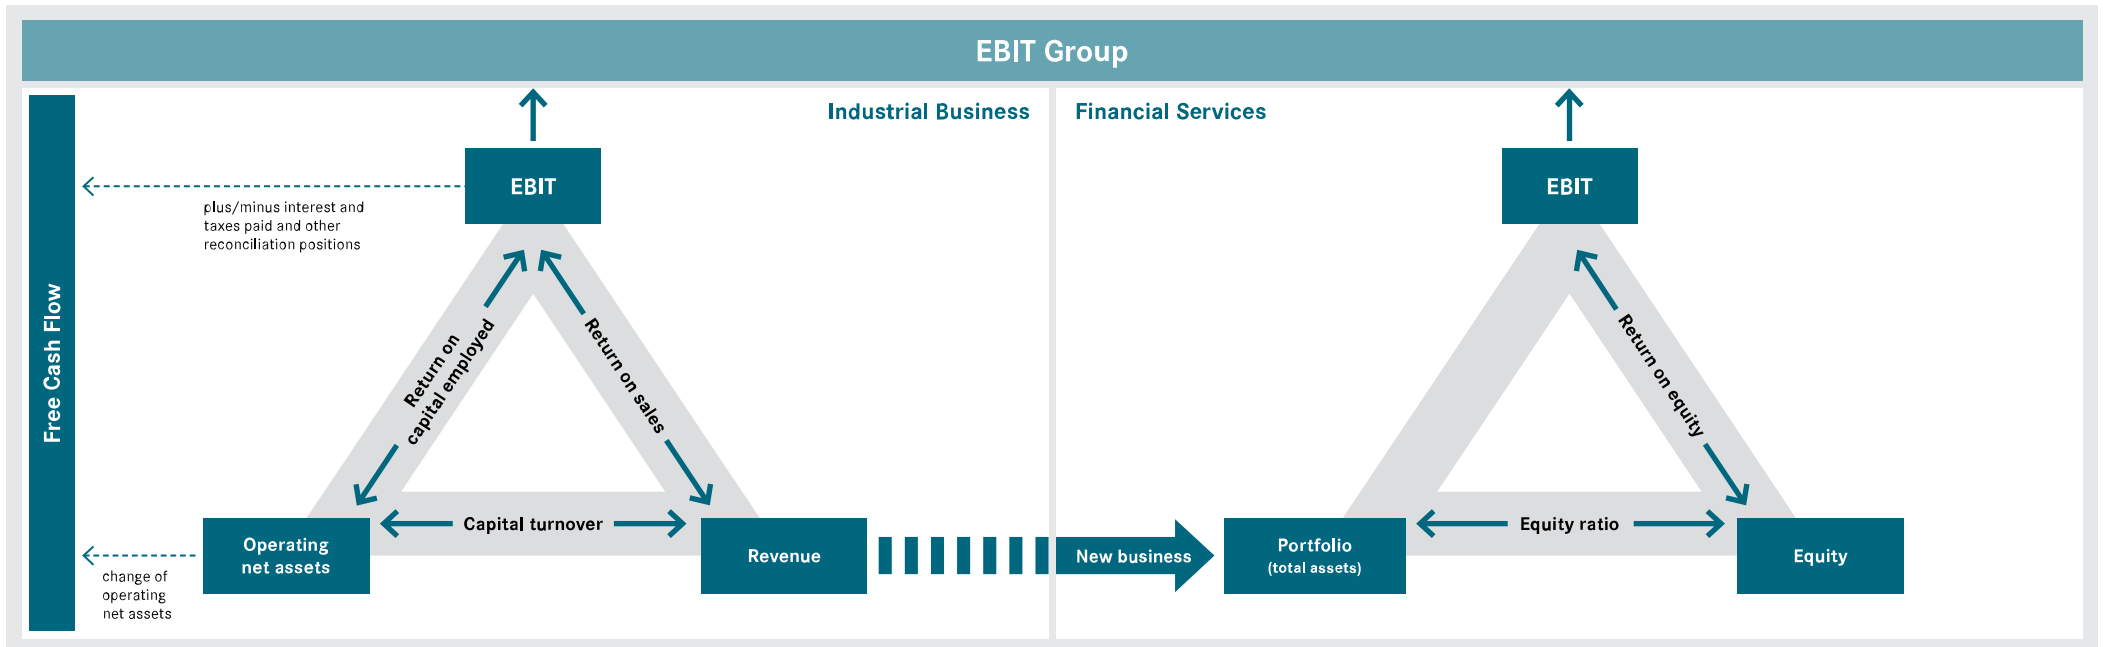 EBIT Group
Free Cash Flow
Industrial Business
EBIT
plus/minus interest and
taxes paid and other
reconciliation positions
Return on
capital employed
Return on sales
Capital turnover
Operating
net assets
change of
operating
net assets
Revenue
New business
Financial Services
EBIT
Return on equity
Equity ratio
Portfolio
(total assets)
Equity